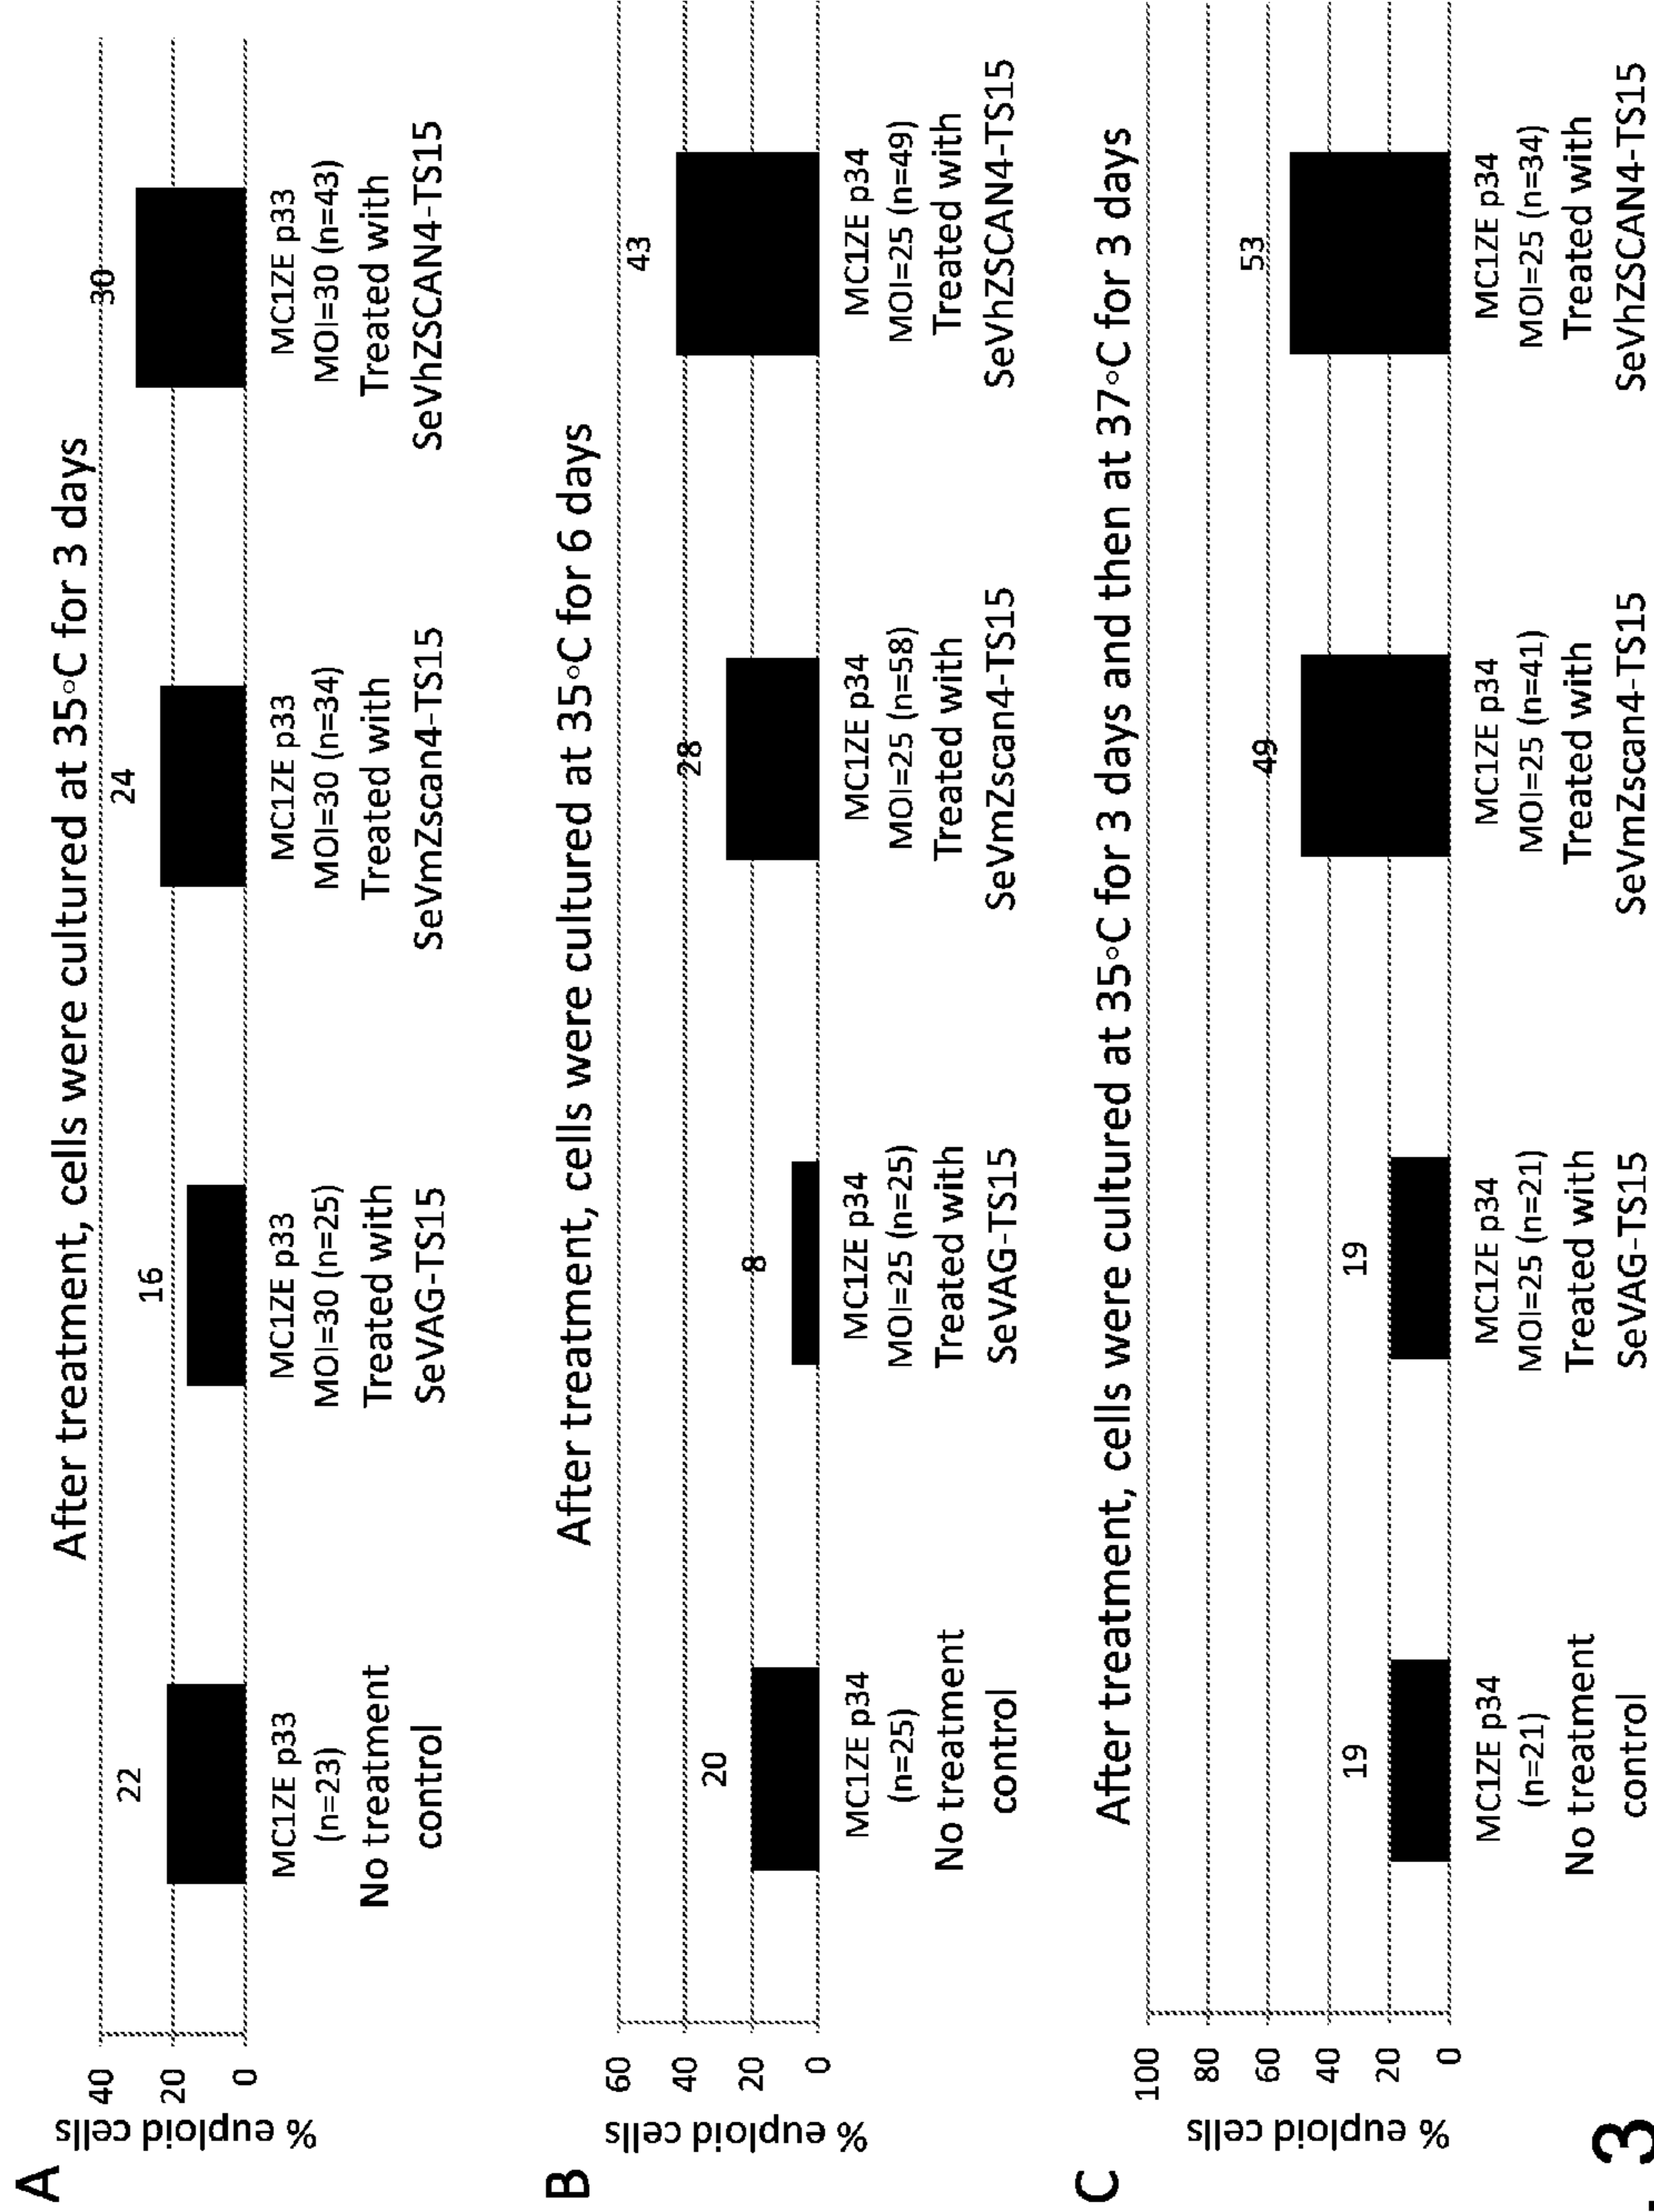 A
After treatment, cells were cultured at 35°C for 3 days
% euploid cells
40
20
0
22
16
24
30
MC1ZE p33
(n=23)
No treatment
control
MC1ZE p33
MOI=30 (n=25)
Treated with
SeVAG-TS15
MC1ZE p33
MOI=30 (n=34)
Treated with
SeVmZscan4-TS15
MC1ZE p33
MOI=30 (n=43)
Treated with
SeVhZSCAN4-TS15
B
After treatment, cells were cultured at 35°C for 6 days
% euploid cells
60
40
20
0
20
8
28
43
MC1ZE p34
(n=25)
No treatment
control
MC1ZE p34
MOI=25 (n=25)
Treated with
SeVAG-TS15
MC1ZE p34
MOI=25 (n=58)
Treated with
SeVmZscan4-TS15
MC1ZE p34
MOI=25 (n=49)
Treated with
SeVhZSCAN4-TS15
C
After treatment, cells were cultured at 35°C for 3 days and then at 37°C for 3 days
% euploid cells
100
80
60
40
20
0
19
19
49
53
MC1ZE p34
(n=21)
No treatment
control
MC1ZE p34
MOI=25 (n=21)
Treated with
SeVAG-TS15
MC1ZE p34
MOI=25 (n=41)
Treated with
SeVmZscan4-TS15
MC1ZE p34
MOI=25 (n=34)
Treated with
SeVhZSCAN4-TS15
. 3